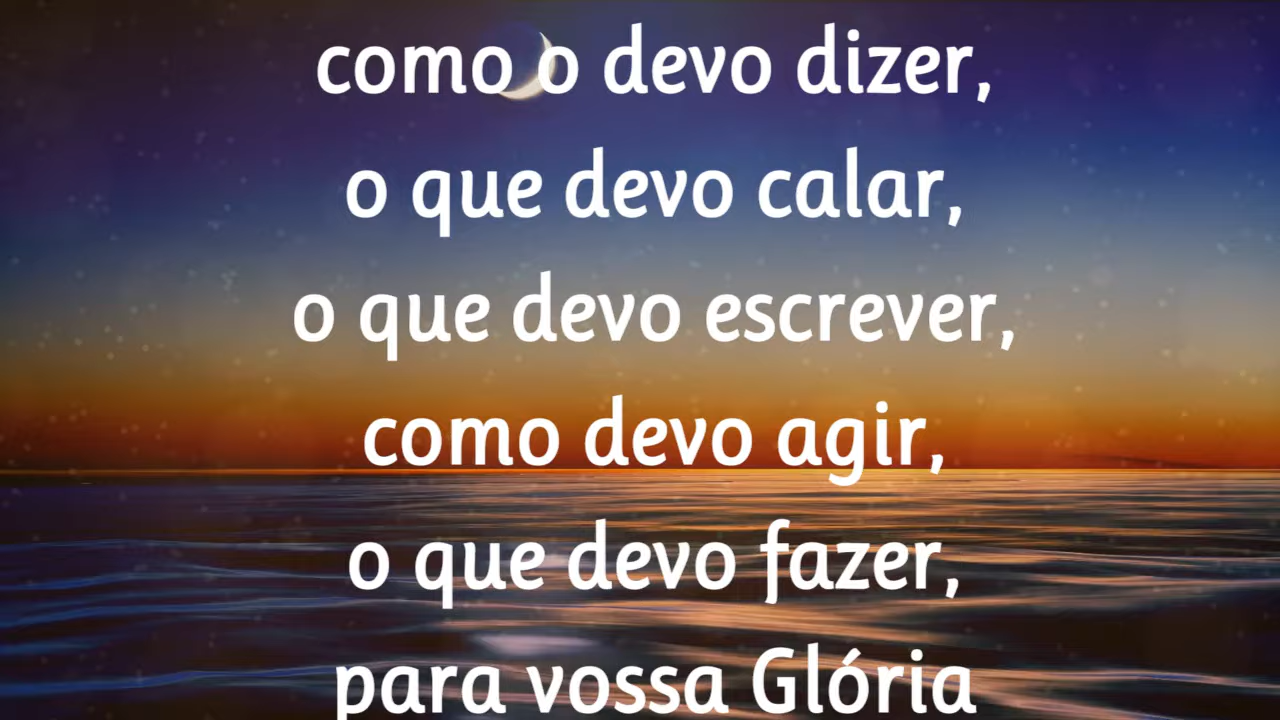 como o devo dizer,
o que devo calar,
o que devo escrever,
como devo agir,
o que devo fazer,
para vossa Glória